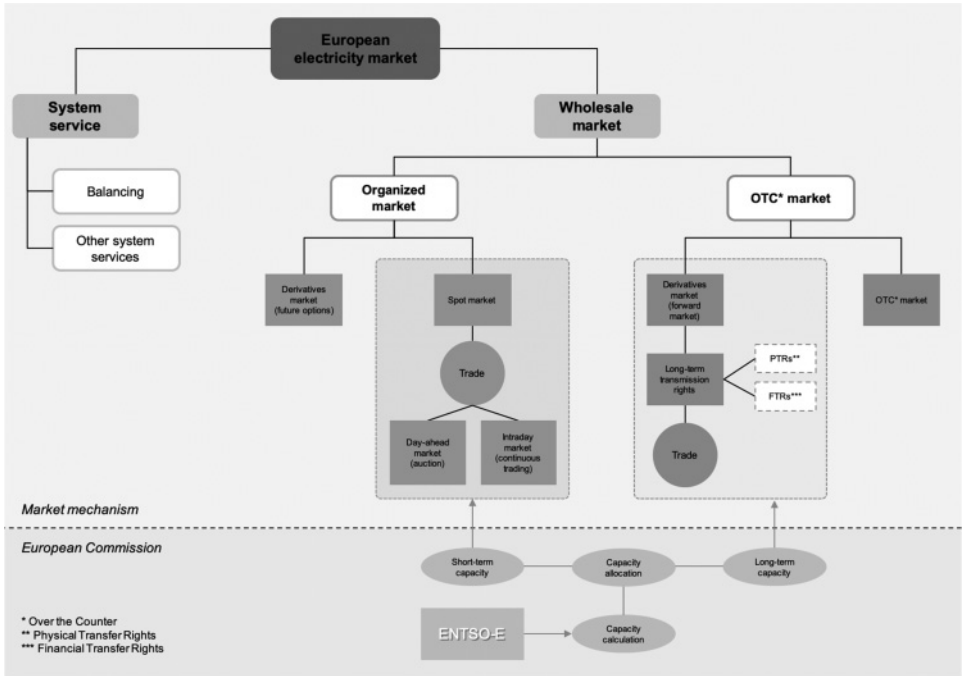 European
electricity market
System
service
Wholesale
market
Balancing
Other system
services
Organized
market
OTC* market
Derivatives
market
(future options)
Spot market
Derivatives
market
(forward
market)
OTC* market
Trade
Long-term
transmission
rights
PTRs**
FTRs***
Day-ahead
market
(auction)
Intraday
market
(continuous
trading)
Trade
Market mechanism
European Commission
Short-term
capacity
Capacity
allocation
Long-term
capacity
ENTSO-E
Capacity
calculation
* Over the Counter
** Physical Transfer Rights
*** Financial Transfer Rights